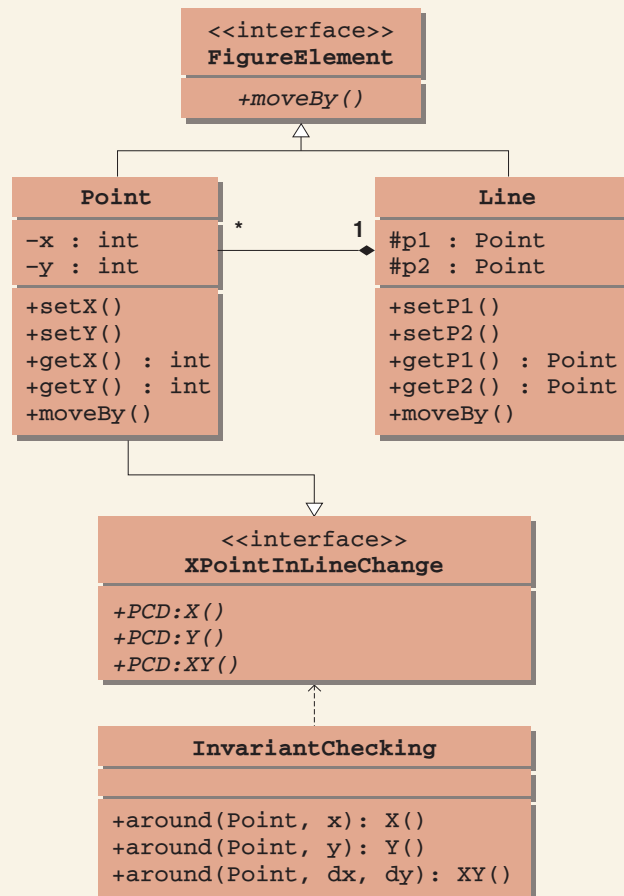 <<interface>>
FigureElement
+moveBy()
Point
-x : int
-y : int
+setX()
+setY()
+getX() : int
+getY() : int
+moveBy()
* 1
Line
#p1 : Point
#p2 : Point
+setP1()
+setP2()
+getP1() : Point
+getP2() : Point
+moveBy()
<<interface>>
XPointInLineChange
+PCD:X()
+PCD:Y()
+PCD:XY()
InvariantChecking
+around(Point, x): X()
+around(Point, y): Y()
+around(Point, dx, dy): XY()